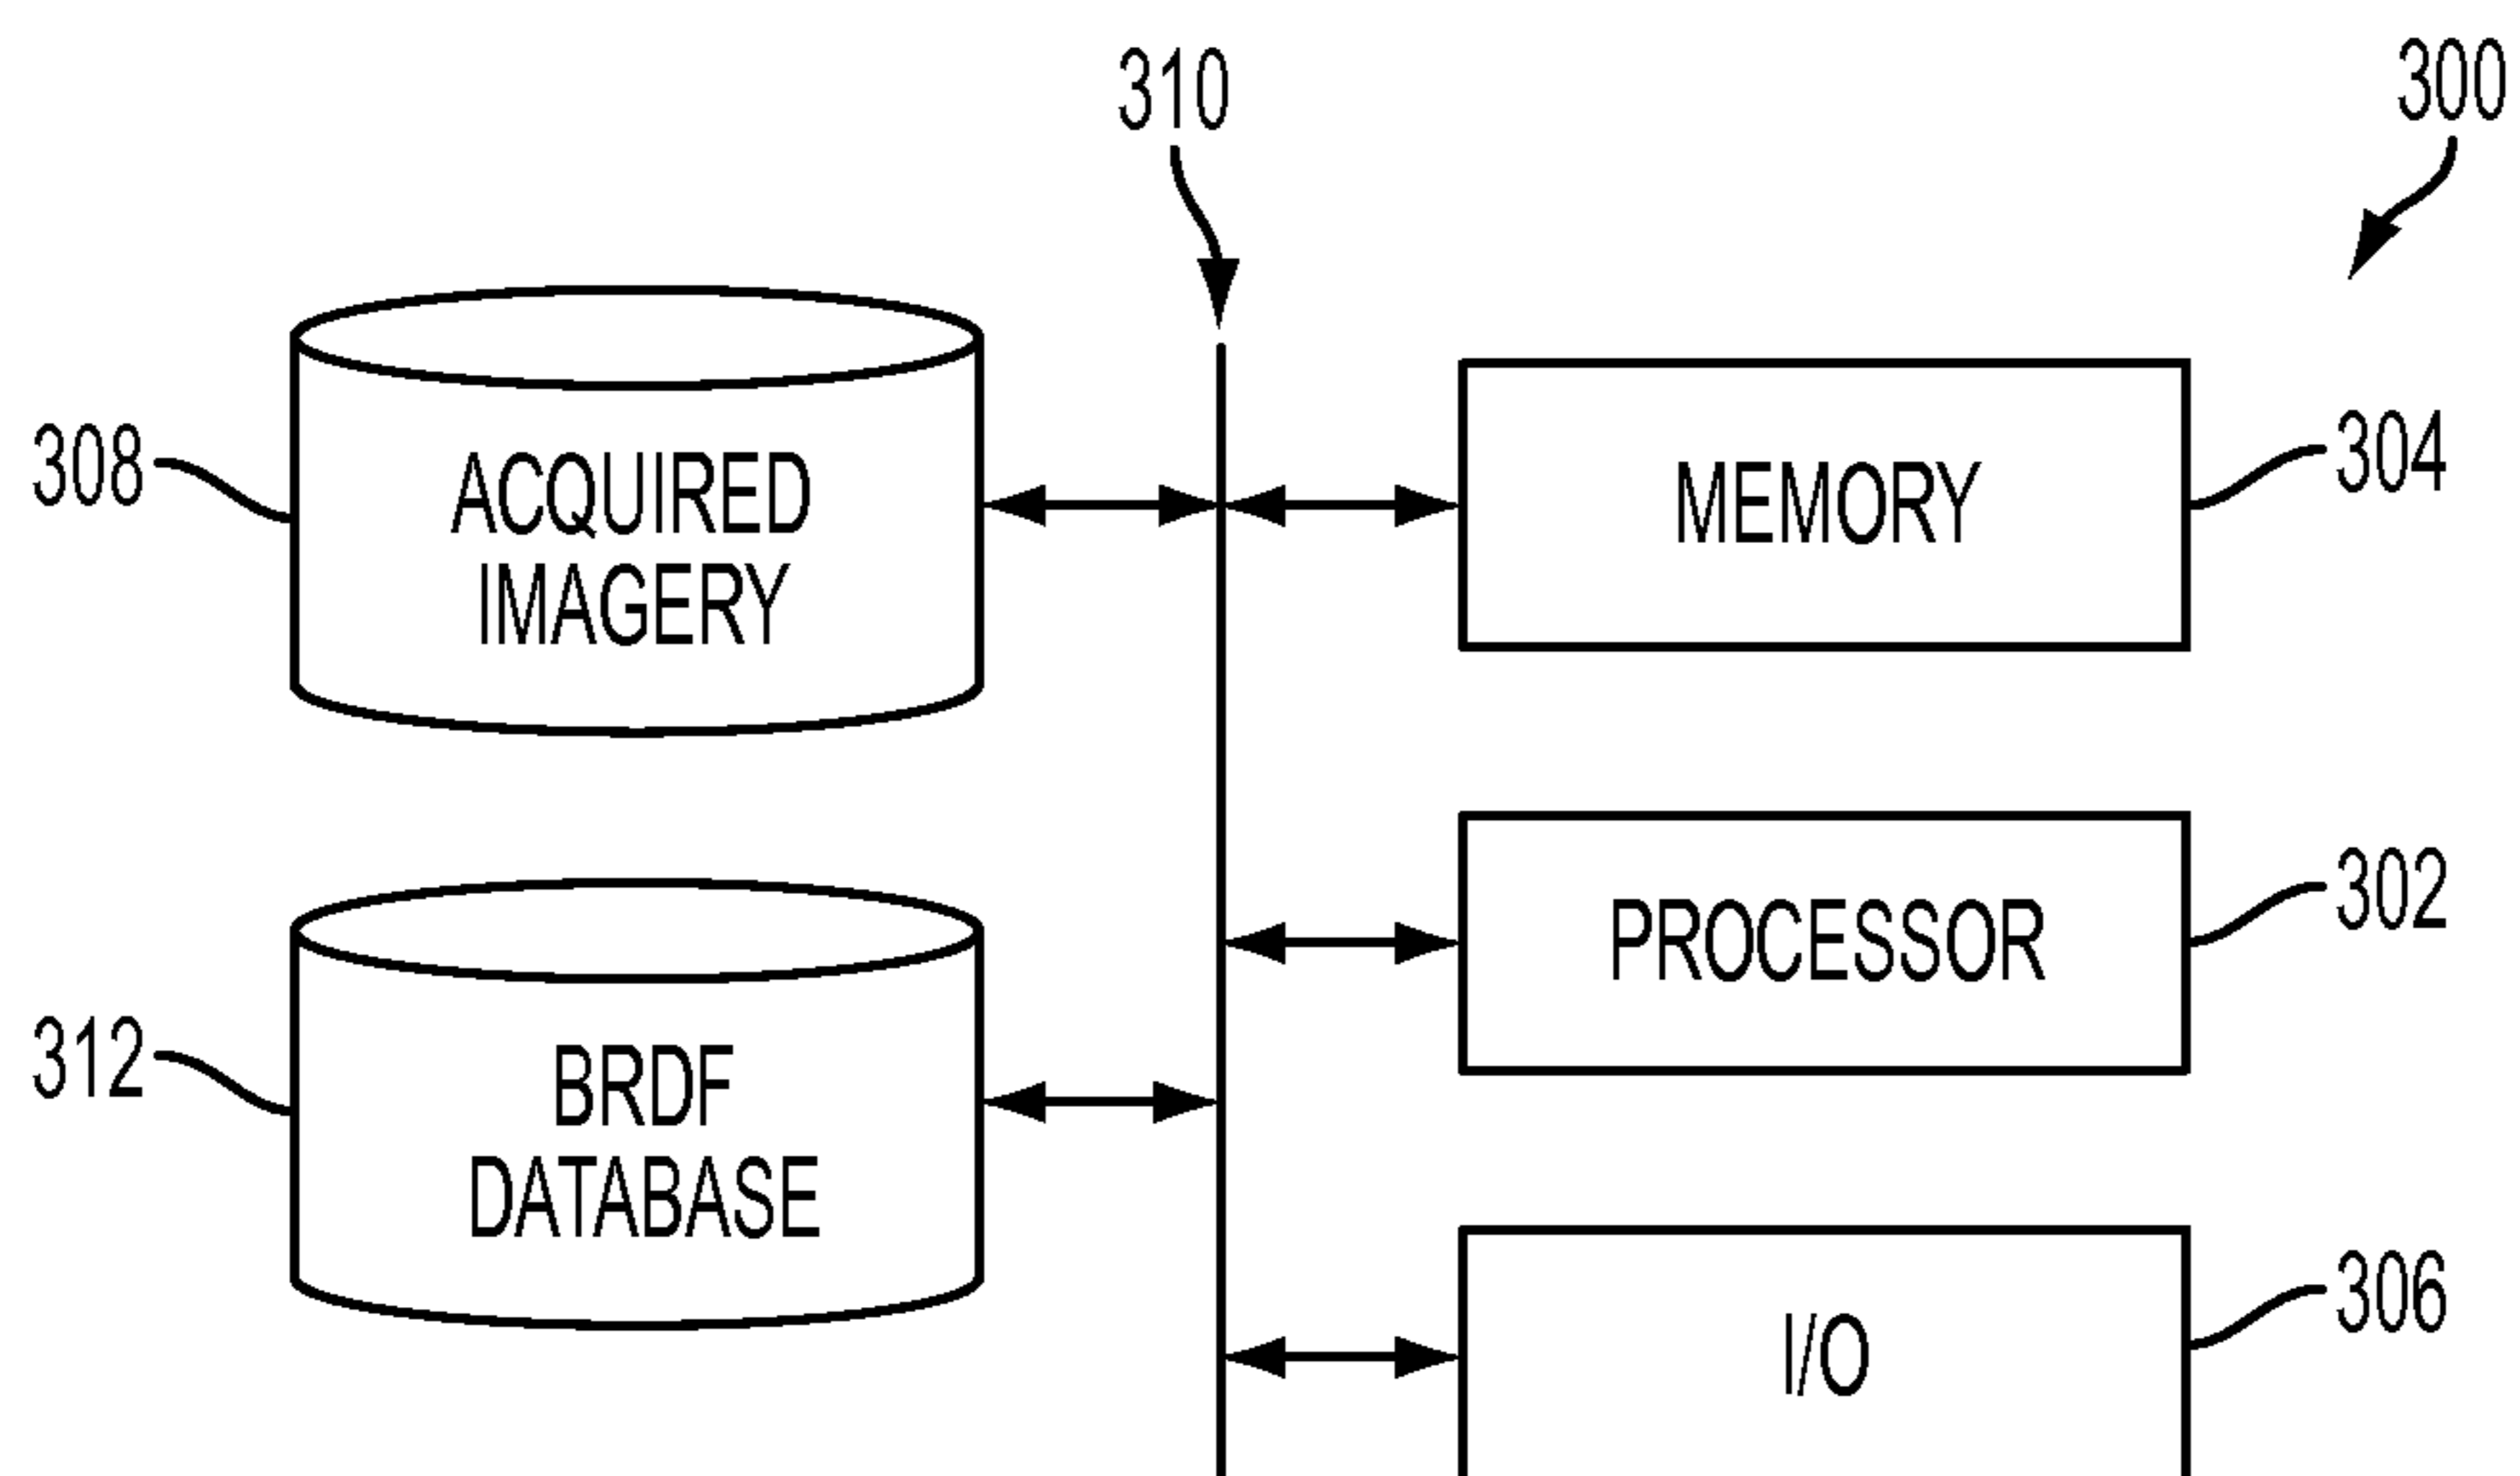 310
300
308
ACQUIRED
IMAGERY
MEMORY
304
PROCESSOR
302
312
BRDF
DATABASE
I/O
306